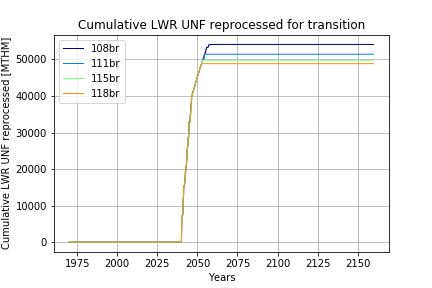 Cumulative LWR UNF reprocessed for transition
Cumulative LWR UNF reprocessed [MTHM]
50000
40000
30000
20000
10000
0
108br
111br
115br
118br
1975 2000 2025 2050 2075 2100 2125 2150
Years